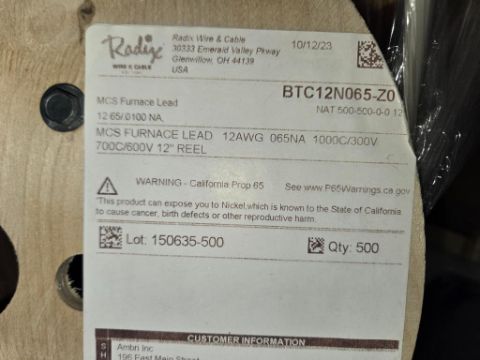 Radix
WIRE & CABLE
Radix Wire & Cable
30333 Emerald Valley Pkway
Glenwillow, OH 44139
USA
10/12/23
BTC12N065-Z0
MCS Furnace Lead
NAT 500-500-0-0 12
12 65/.0100 NA.
MCS FURNACE LEAD 12AWG 065NA 1000C/300V
700C/600V 12" REEL
WARNING - California Prop 65 See www.P65Warnings.ca.gov
"This product can expose you to Nickel,which is known to the State of California
to cause cancer, birth defects or other reproductive harm.
Lot: 150635-500
Qty: 500
CUSTOMER INFORMATION
S
H
Ambri Inc
196 East Main Street